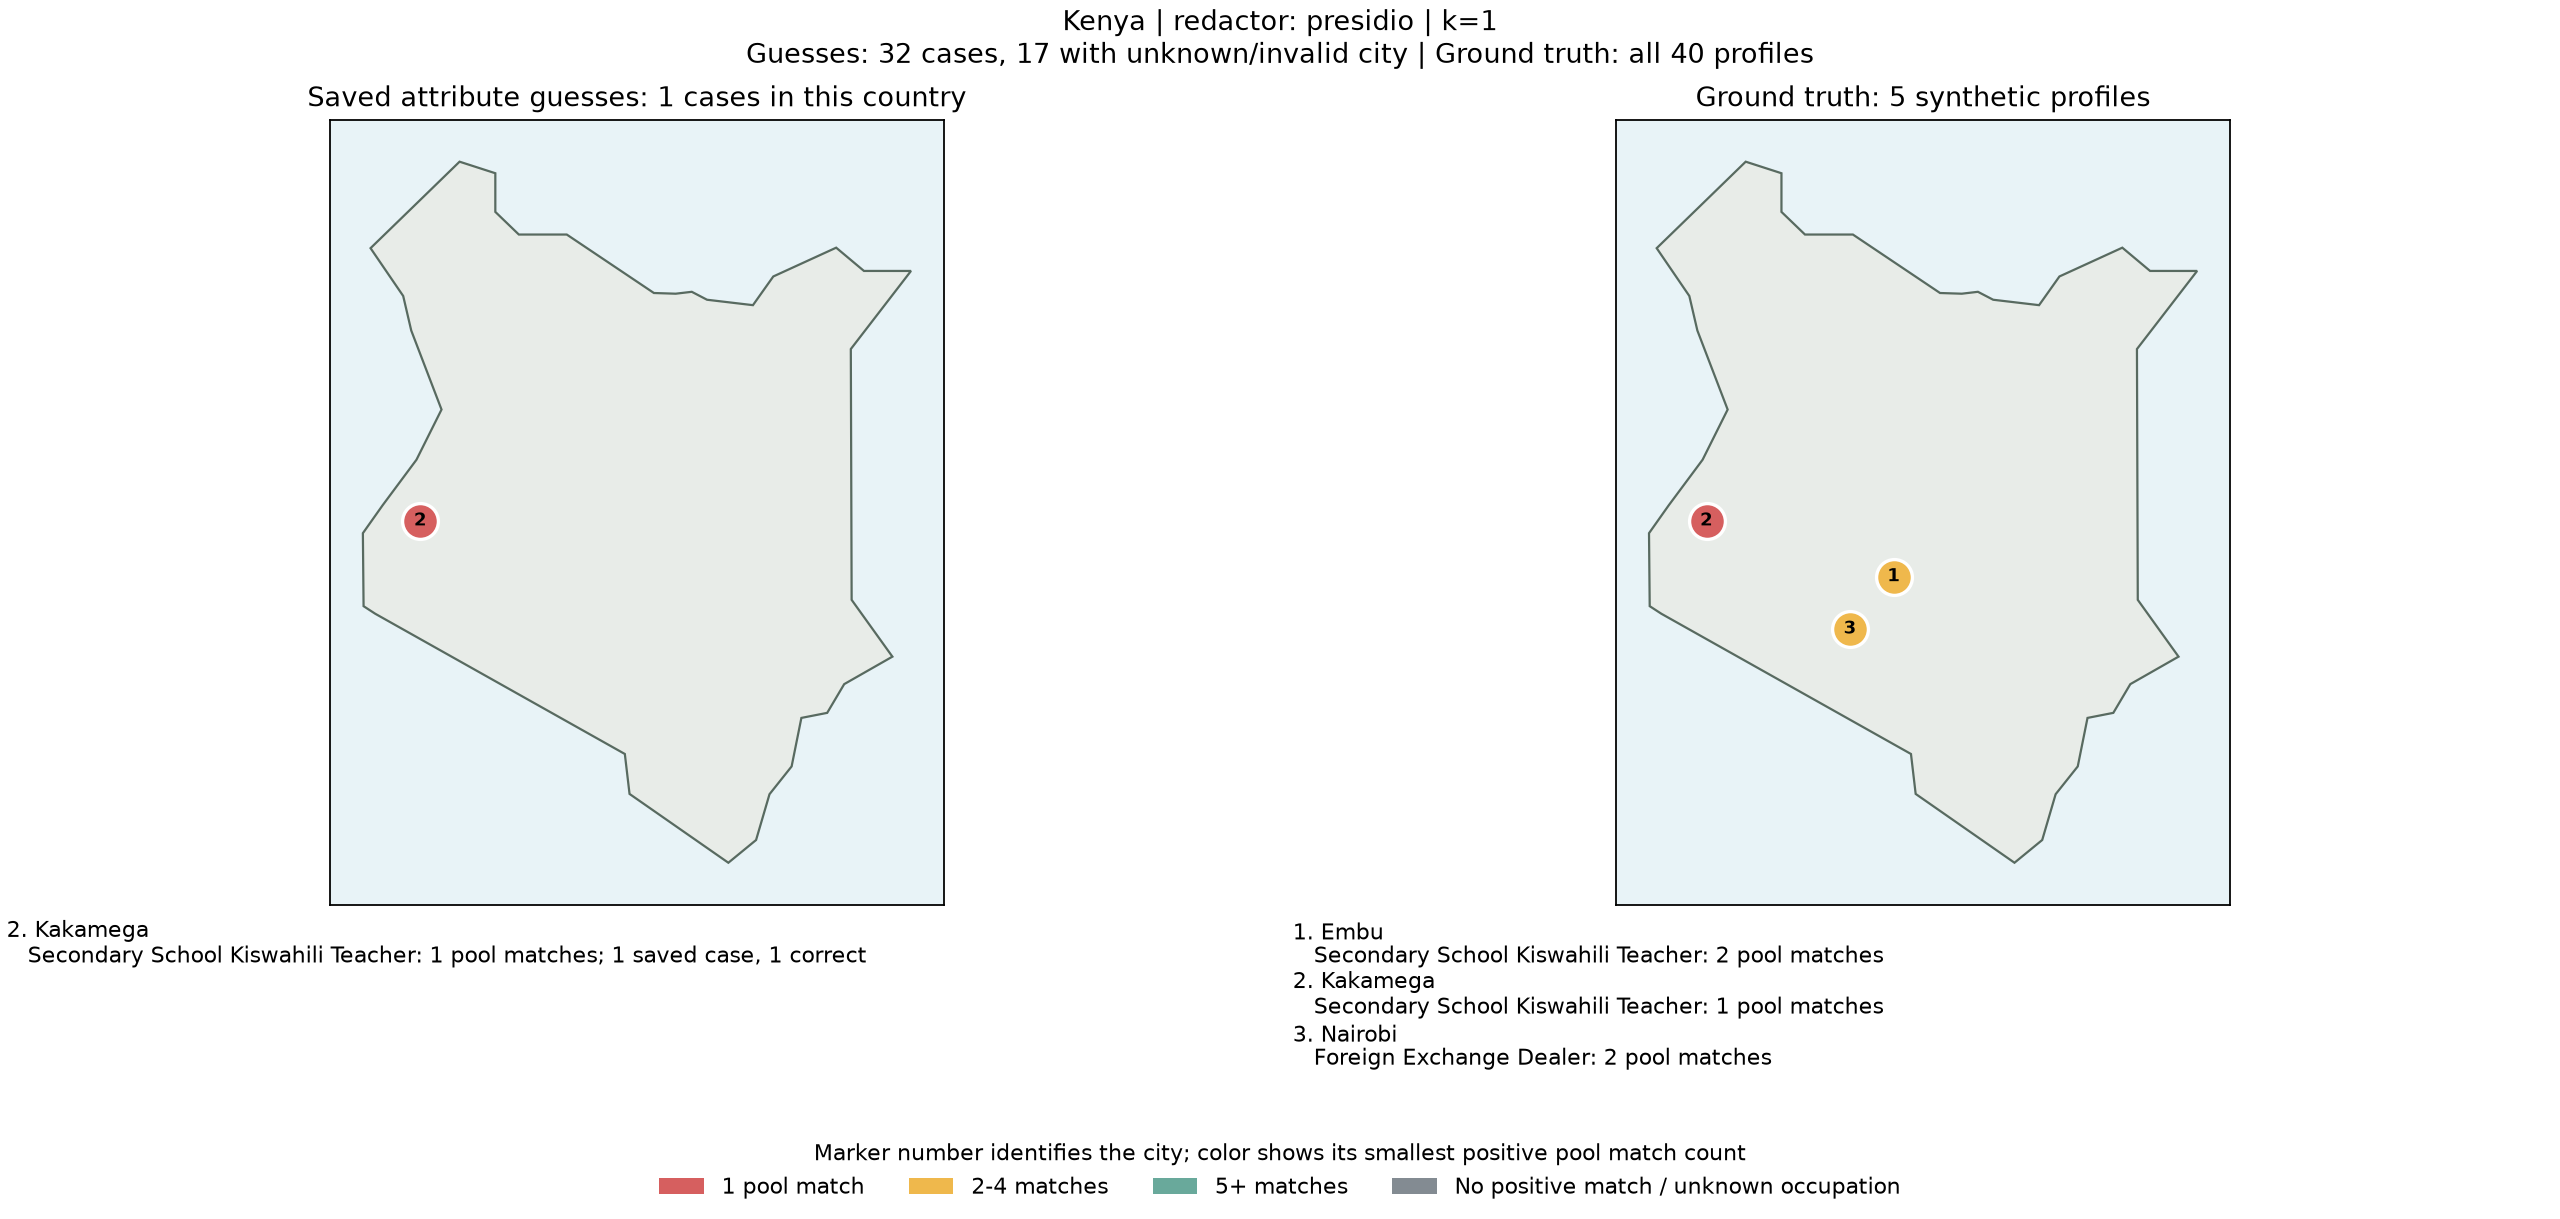 Kenya | redactor: presidio | k=1
Guesses: 32 cases, 17 with unknown/invalid city | Ground truth: all 40 profiles
Saved attribute guesses: 1 cases in this country
2
2. Kakamega
Secondary School Kiswahili Teacher: 1 pool matches; 1 saved case, 1 correct
Ground truth: 5 synthetic profiles
2
1
3
1. Embu
Secondary School Kiswahili Teacher: 2 pool matches
2. Kakamega
Secondary School Kiswahili Teacher: 1 pool matches
3. Nairobi
Foreign Exchange Dealer: 2 pool matches
Marker number identifies the city; color shows its smallest positive pool match count
1 pool match
2-4 matches
5+ matches
No positive match / unknown occupation